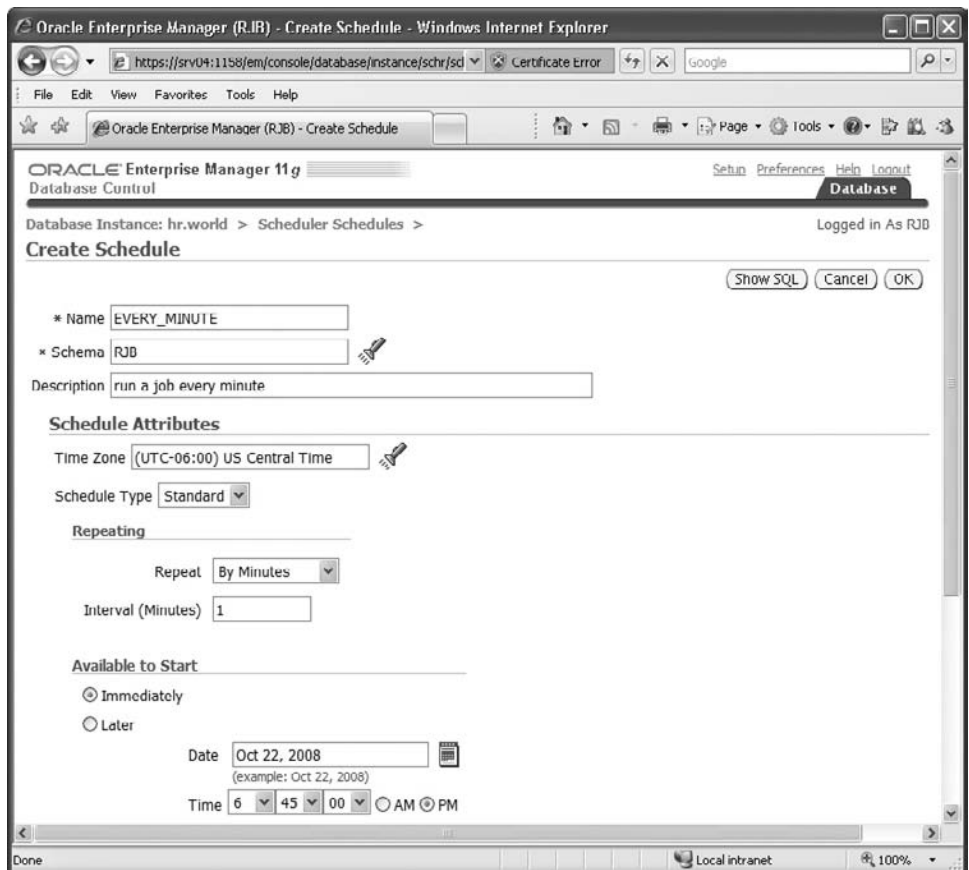 Oracle Enterprise Manager (RJB) - Create Schedule - Windows Internet Explorer
https://srv04:1158/em/console/database/instance/schr/scl Certificate Error Google
File Edit View Favorites Tools Help
Oracle Enterprise Manager (RJB) - Create Schedule Page Tools
ORACLE Enterprise Manager 11g
Database Control
Setup Preferences Help Logout
Database
Database Instance: hr.world > Scheduler Schedules >
Logged in As RJB
Create Schedule
Show SQL Cancel OK
* Name EVERY_MINUTE
* Schema RJB
Description run a job every minute
Schedule Attributes
Time Zone (UTC-06:00) US Central Time
Schedule Type Standard
Repeating
Repeat By Minutes
Interval (Minutes) 1
Available to Start
Immediately
Later
Date Oct 22, 2008
(example: Oct 22, 2008)
Time 6 45 00 AM PM
Done Local intranet 100%